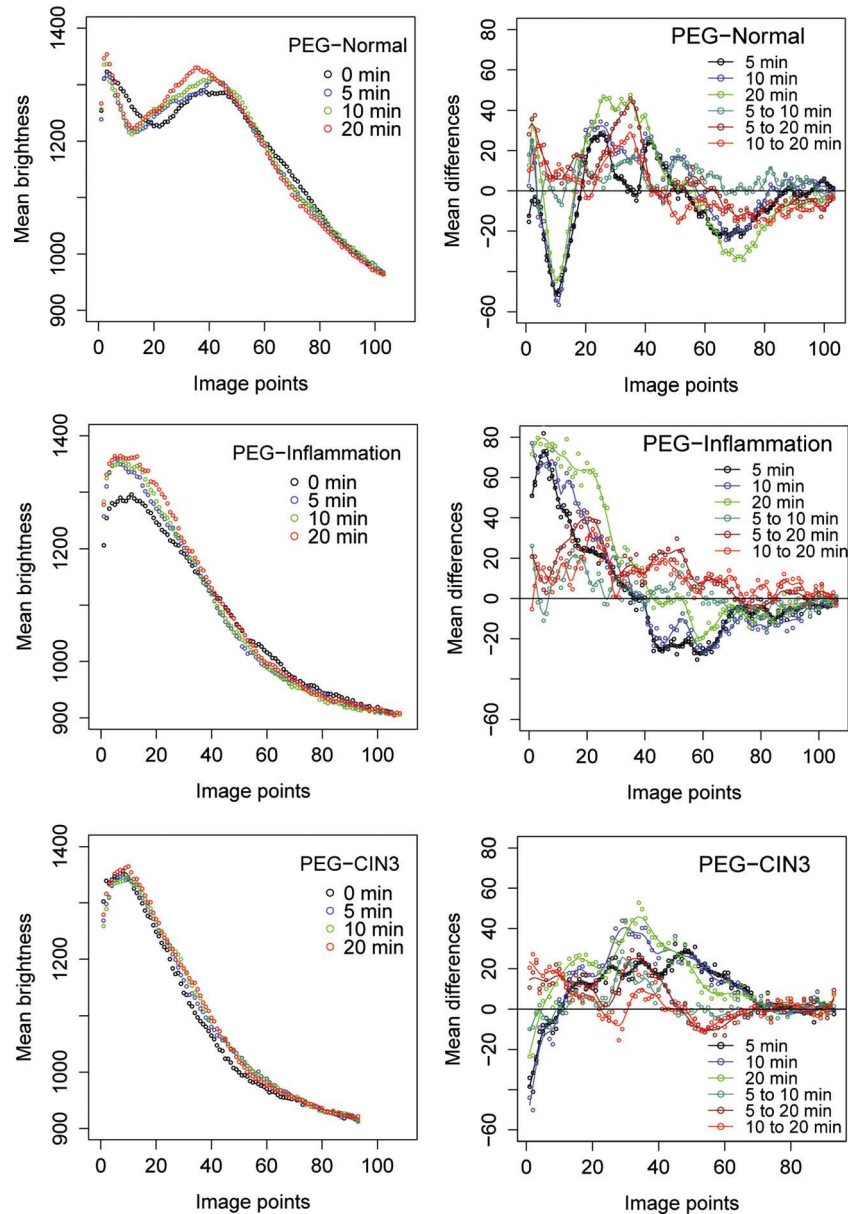 PEG-Normal
0 min
5 min
10 min
20 min
Mean brightness
1400
1200
1000
900
0 20 40 60 80 100
Image points
PEG-Normal
5 min
10 min
20 min
5 to 10 min
5 to 20 min
10 to 20 min
Mean differences
80
60
40
20
0
−20
−60
0 20 40 60 80 100
Image points
PEG-Inflammation
0 min
5 min
10 min
20 min
Mean brightness
1400
1200
1000
900
0 20 40 60 80 100
Image points
PEG-Inflammation
5 min
10 min
20 min
5 to 10 min
5 to 20 min
10 to 20 min
Mean differences
80
60
40
20
0
−20
−60
0 20 40 60 80 100
Image points
PEG-CIN3
0 min
5 min
10 min
20 min
Mean brightness
1400
1200
1000
900
0 20 40 60 80 100
Image points
PEG-CIN3
5 min
10 min
20 min
5 to 10 min
5 to 20 min
10 to 20 min
Mean differences
80
60
40
20
0
−20
−60
0 20 40 60 80
Image points